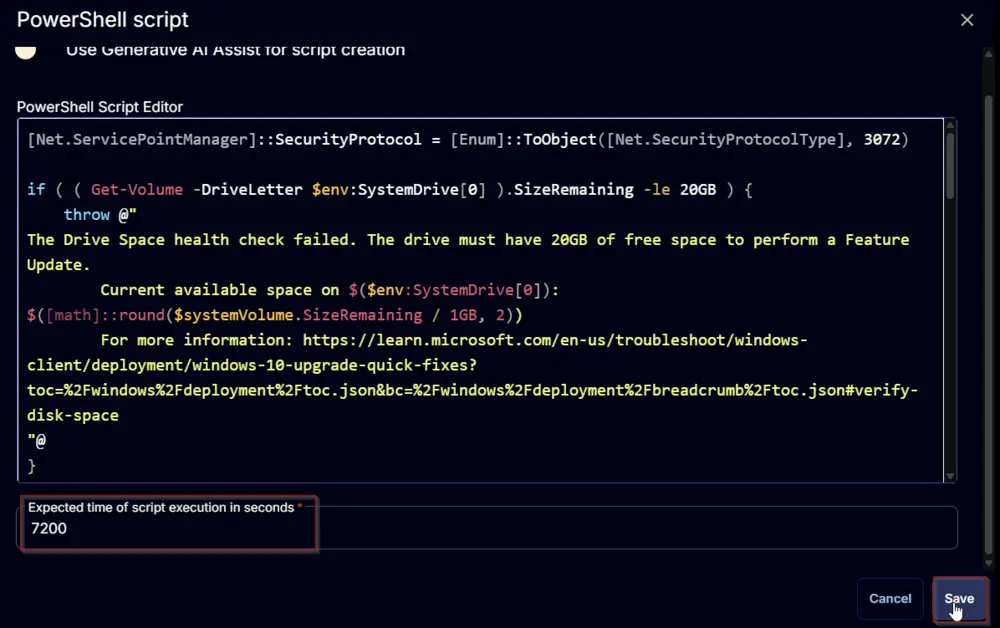 PowerShell script
Use Generative AI Assist for script creation
PowerShell Script Editor
[Net.ServicePointManager]::SecurityProtocol = [Enum]::ToObject([Net.SecurityProtocolType], 3072)
if ( ( Get-Volume -DriveLetter $env:SystemDrive[0] ).SizeRemaining -le 20GB ) {
throw @"
The Drive Space health check failed. The drive must have 20GB of free space to perform a Feature
Update.
Current available space on $($env:SystemDrive[0]):
$([math]::round($systemVolume.SizeRemaining / 1GB, 2))
For more information: https://learn.microsoft.com/en-us/troubleshoot/windows-
client/deployment/windows-10-upgrade-quick-fixes?
toc=%2Fwindows%2Fdeployment%2Ftoc.json&bc=%2Fwindows%2Fdeployment%2Fbreadcrumb%2Ftoc.json#verify-
disk-space
"@
}
Expected time of script execution in seconds *
7200
Cancel
Save